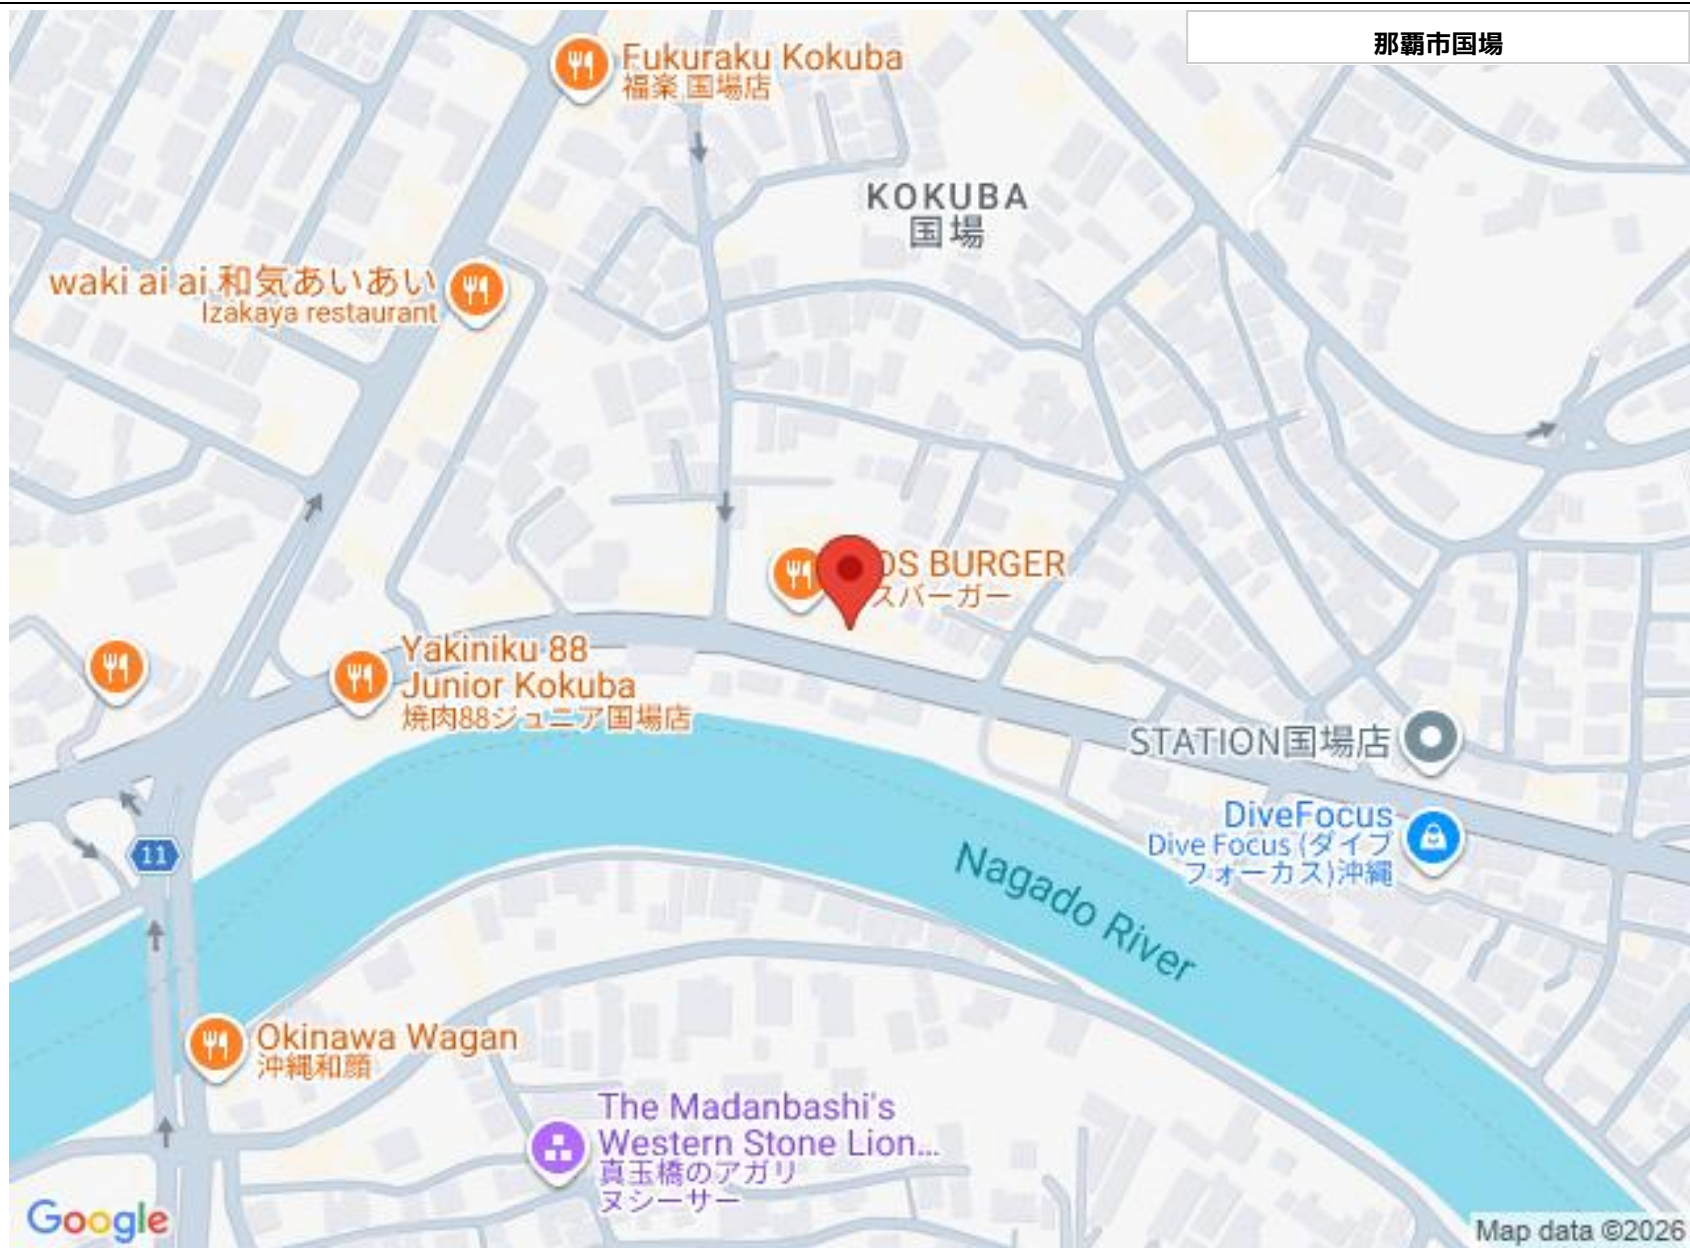 那覇市国場
Fukuraku Kokuba
福楽 国場店
KOKUBA
国場
waki ai ai 和気あいあい
Izakaya restaurant
OS BURGER
スバーガー
Yakiniku 88
Junior Kokuba
焼肉88ジュニア国場店
STATION国場店
DiveFocus
Dive Focus (ダイブ
フォーカス)沖縄
11
Nagado River
Okinawa Wagan
沖縄和顔
The Madanbashi's
Western Stone Lion...
真玉橋のアガリ
ヌシーサー
Google
Map data ©2026